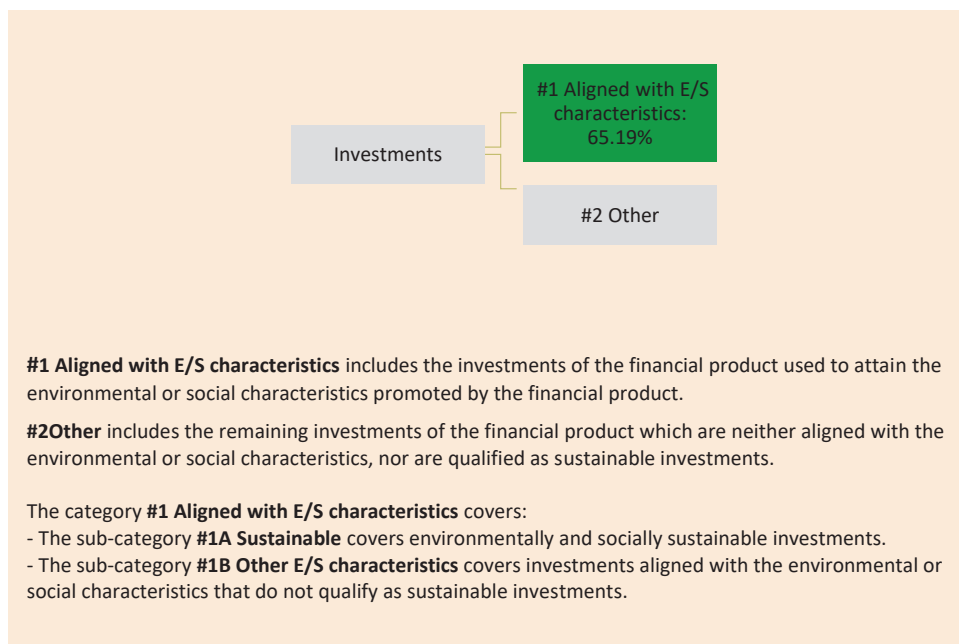 #1 Aligned with E/S
characteristics:
65.19%
Investments
#2 Other
#1 Aligned with E/S characteristics includes the investments of the financial product used to attain the
environmental or social characteristics promoted by the financial product.
#2Other includes the remaining investments of the financial product which are neither aligned with the
environmental or social characteristics, nor are qualified as sustainable investments.
The category #1 Aligned with E/S characteristics covers:
- The sub-category #1A Sustainable covers environmentally and socially sustainable investments.
- The sub-category #1B Other E/S characteristics covers investments aligned with the environmental or
social characteristics that do not qualify as sustainable investments.